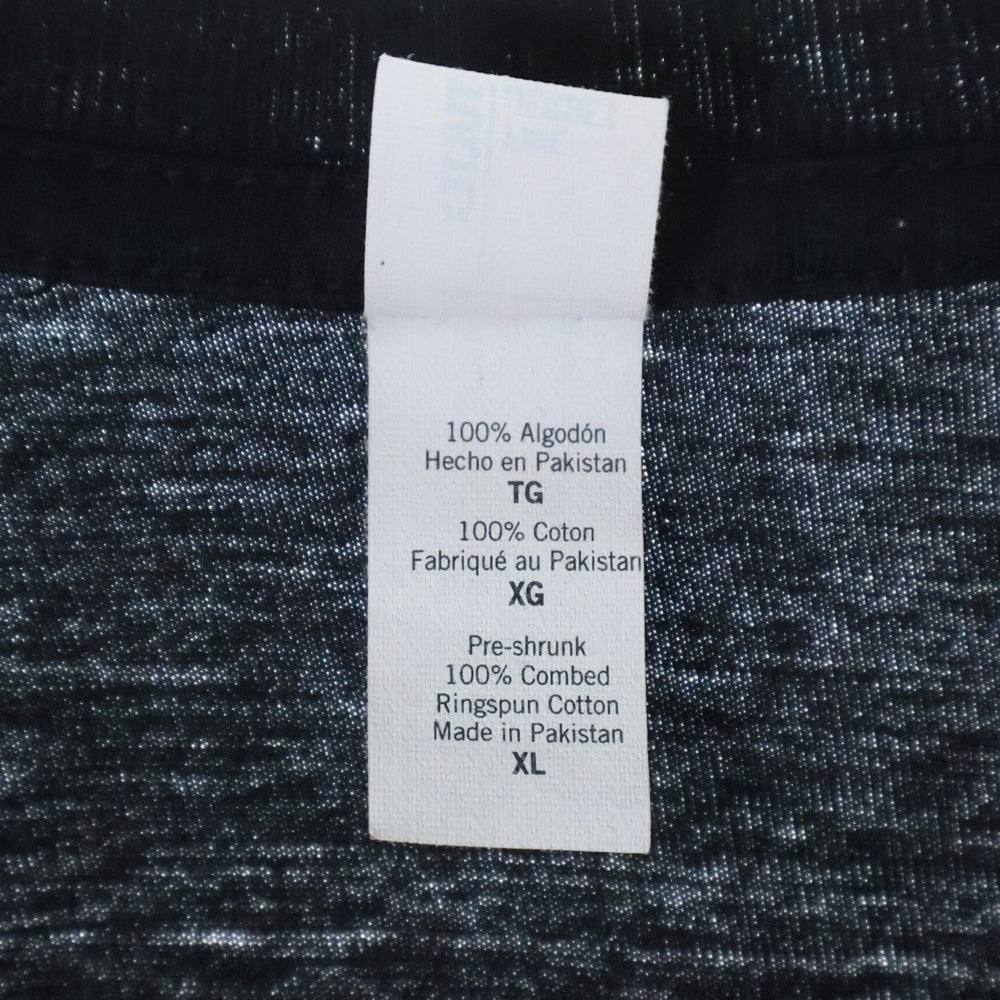 100% Algodón
Hecho en Pakistan
TG
100% Coton
Fabriqué au Pakistan
XG
Pre-shrunk
100% Combed
Ringspun Cotton
Made in Pakistan
XL